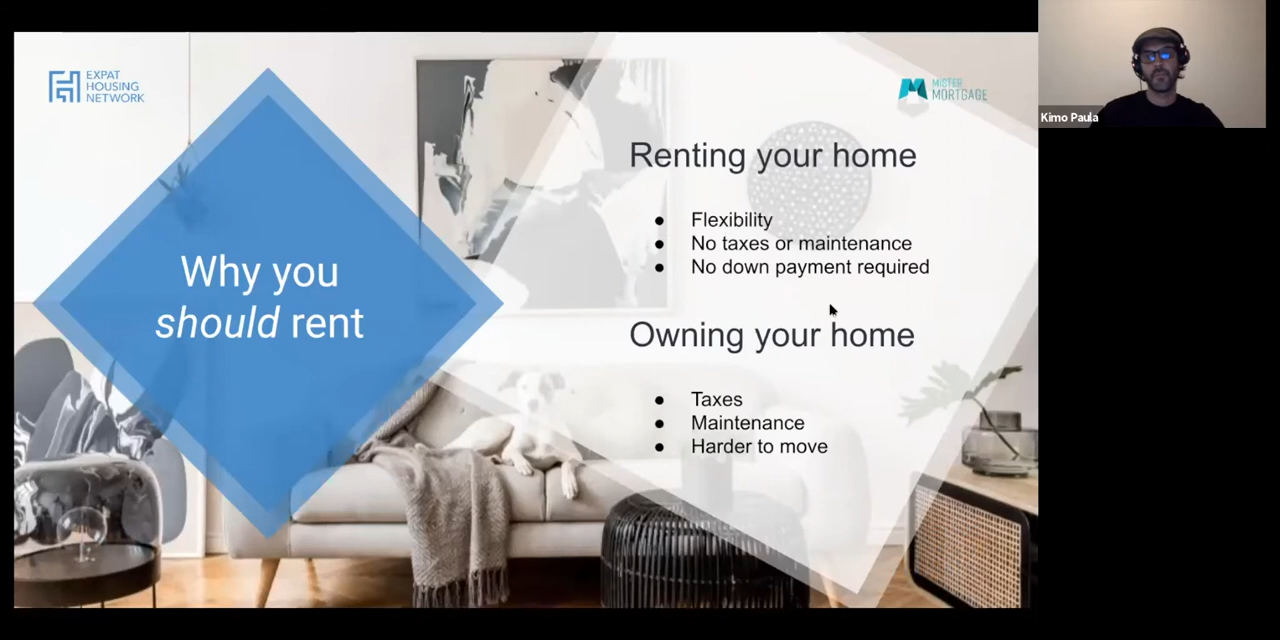 EXPAT
HOUSING
NETWORK
MISTER
MORTGAGE
Kimo Paula
Why you
should rent
Renting your home
● Flexibility
● No taxes or maintenance
● No down payment required
Owning your home
● Taxes
● Maintenance
● Harder to move